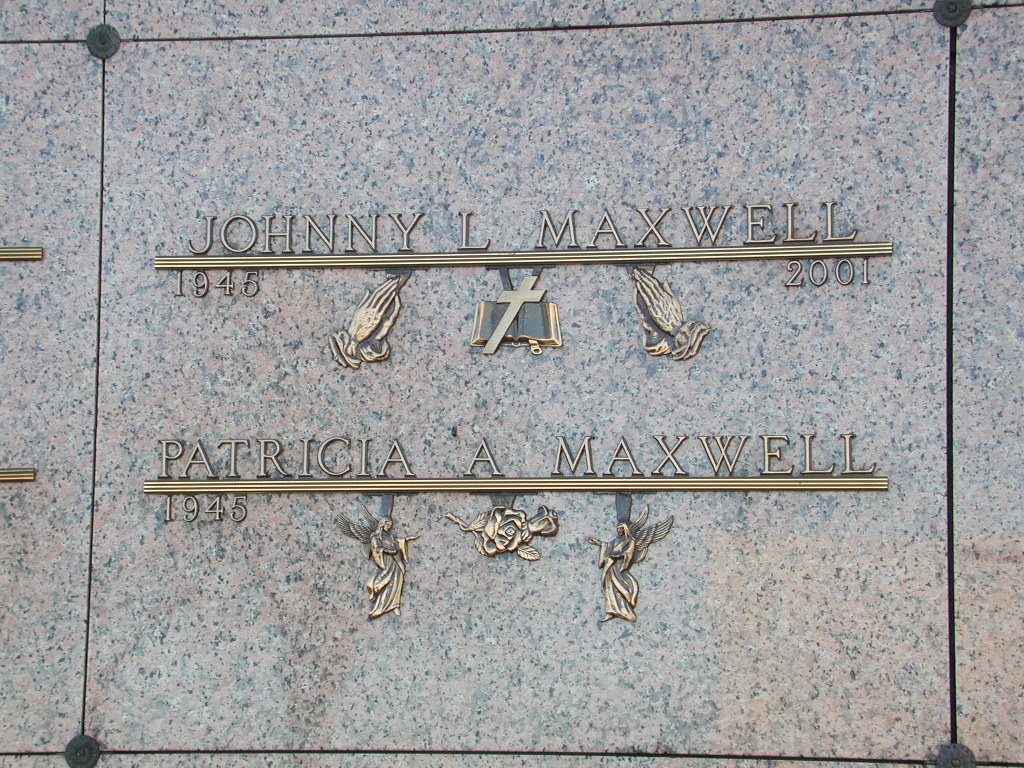 JOHNNY L MAXWELL
1945 2001
PATRICIA A MAXWELL
1945